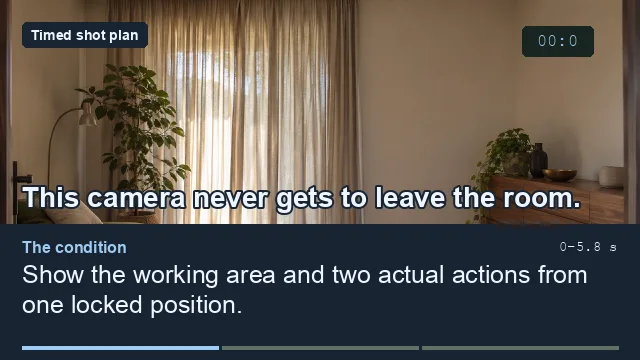 Timed shot plan
00:0
This camera never gets to leave the room.
The condition
0–5.8 s
Show the working area and two actual actions from
one locked position.